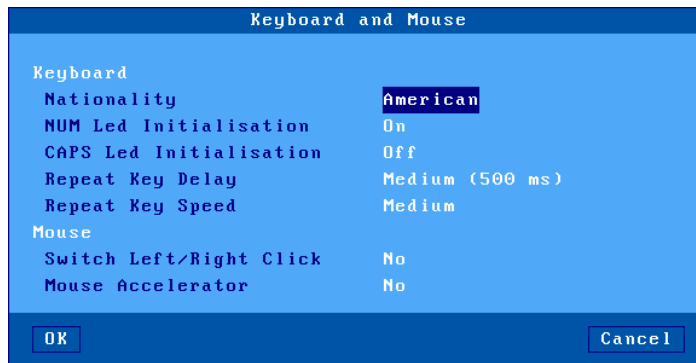 Keyboard and Mouse
Keyboard
Nationality American
NUM Led Initialisation On
CAPS Led Initialisation Off
Repeat Key Delay Medium (500 ms)
Repeat Key Speed Medium
Mouse
Switch Left/Right Click No
Mouse Accelerator No
OK Cancel